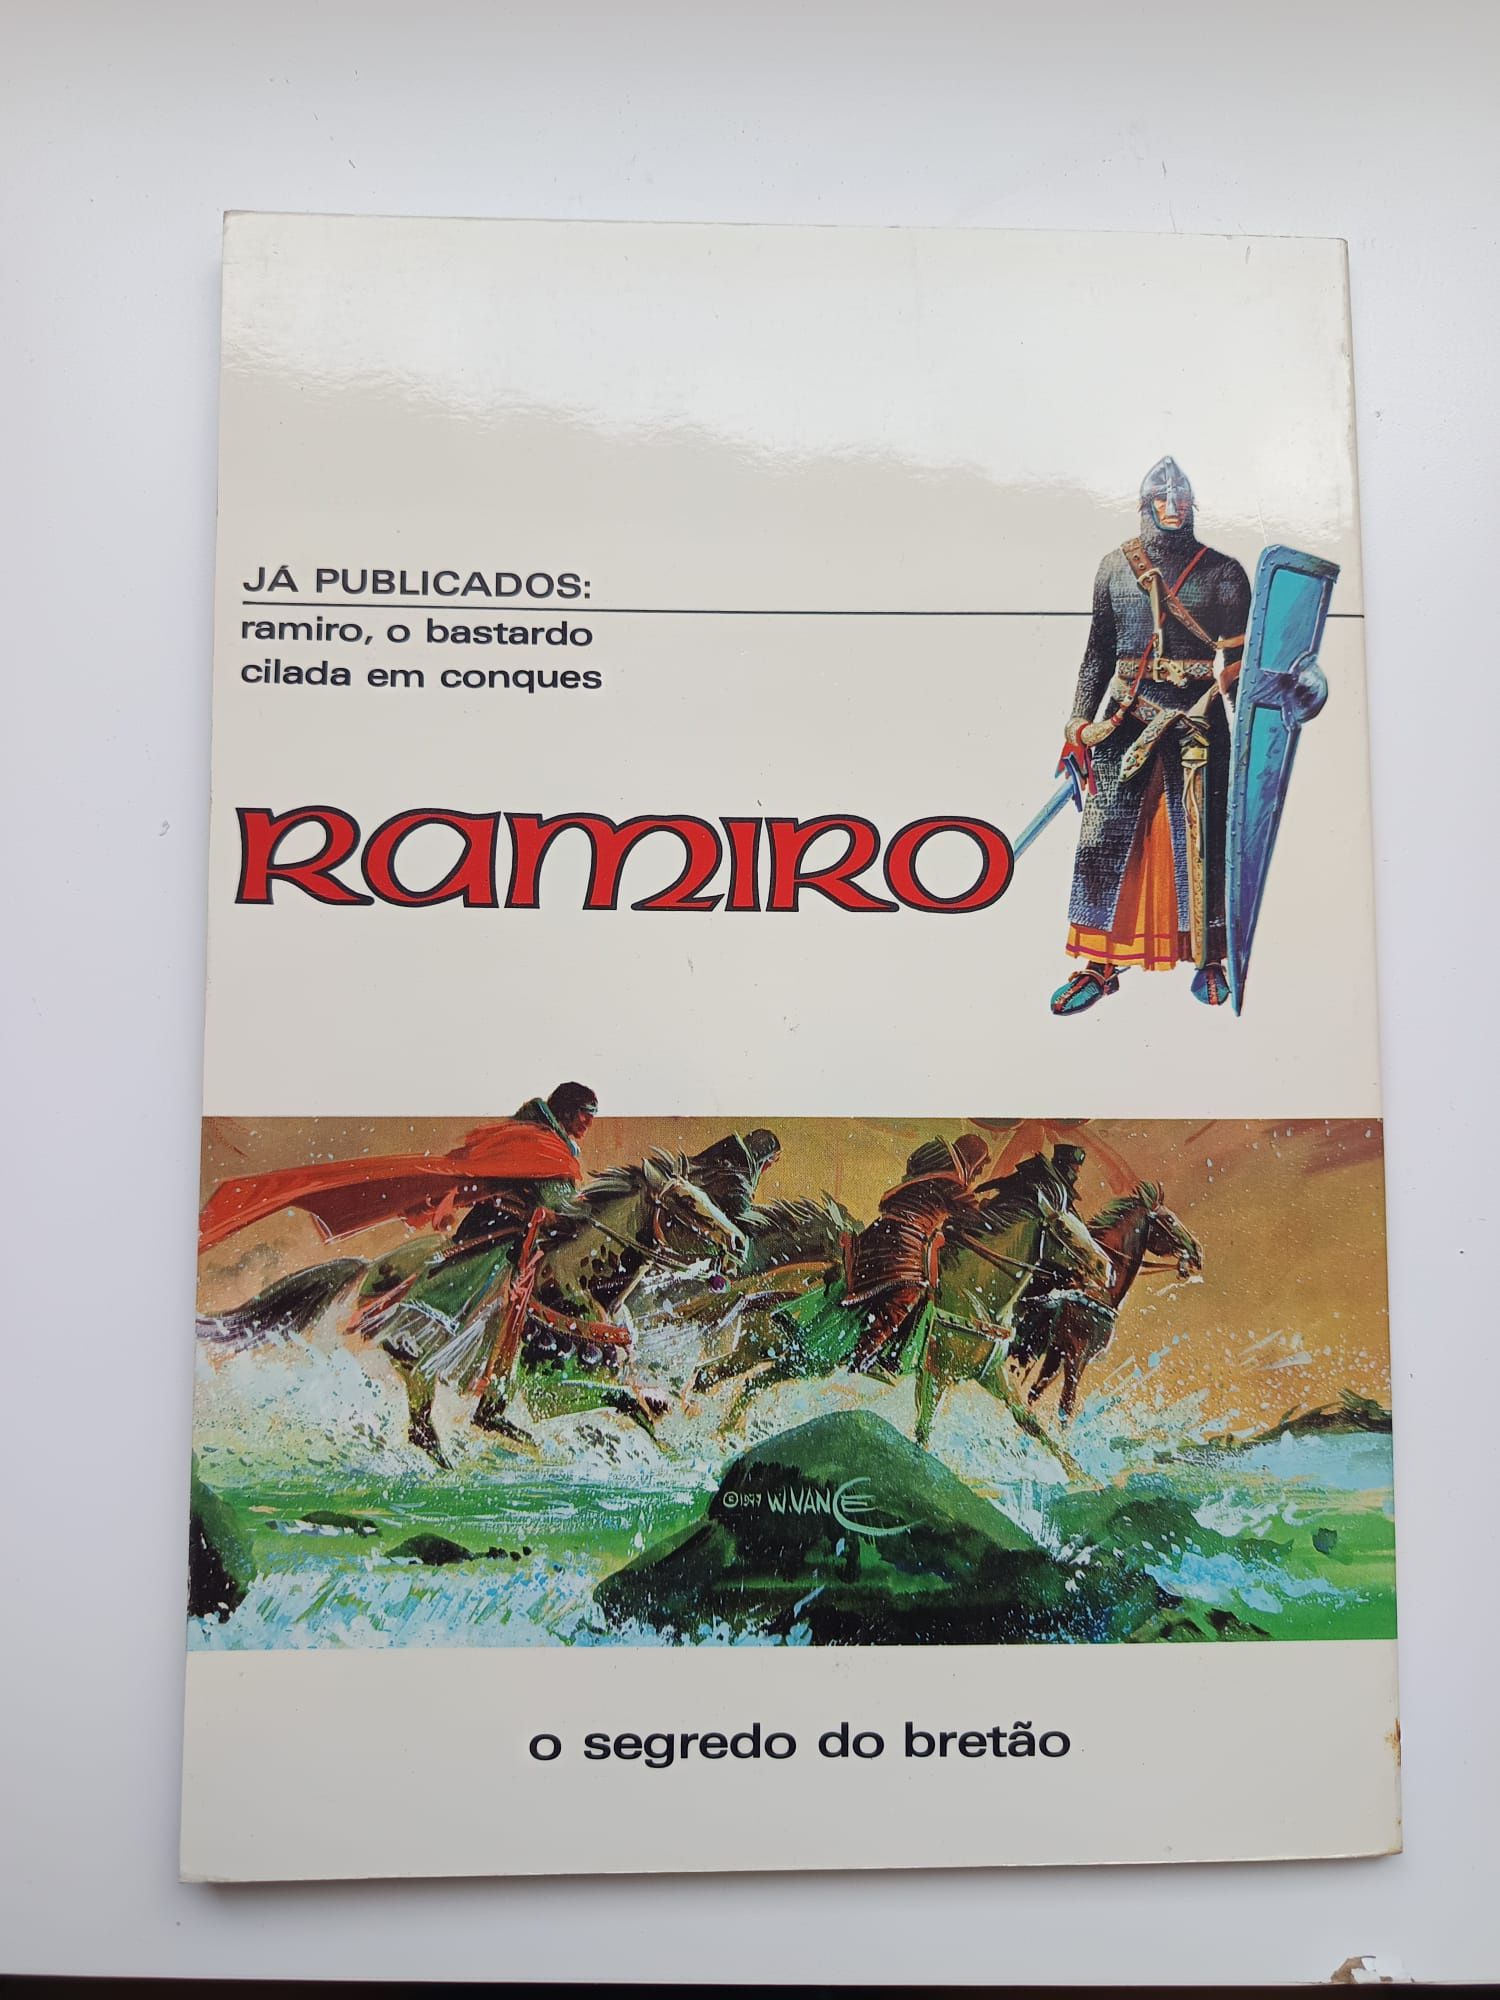 JÁ PUBLICADOS:
ramiro, o bastardo
cilada em conques
RAMIRO
© 1977 W.VANCE
o segredo do bretão